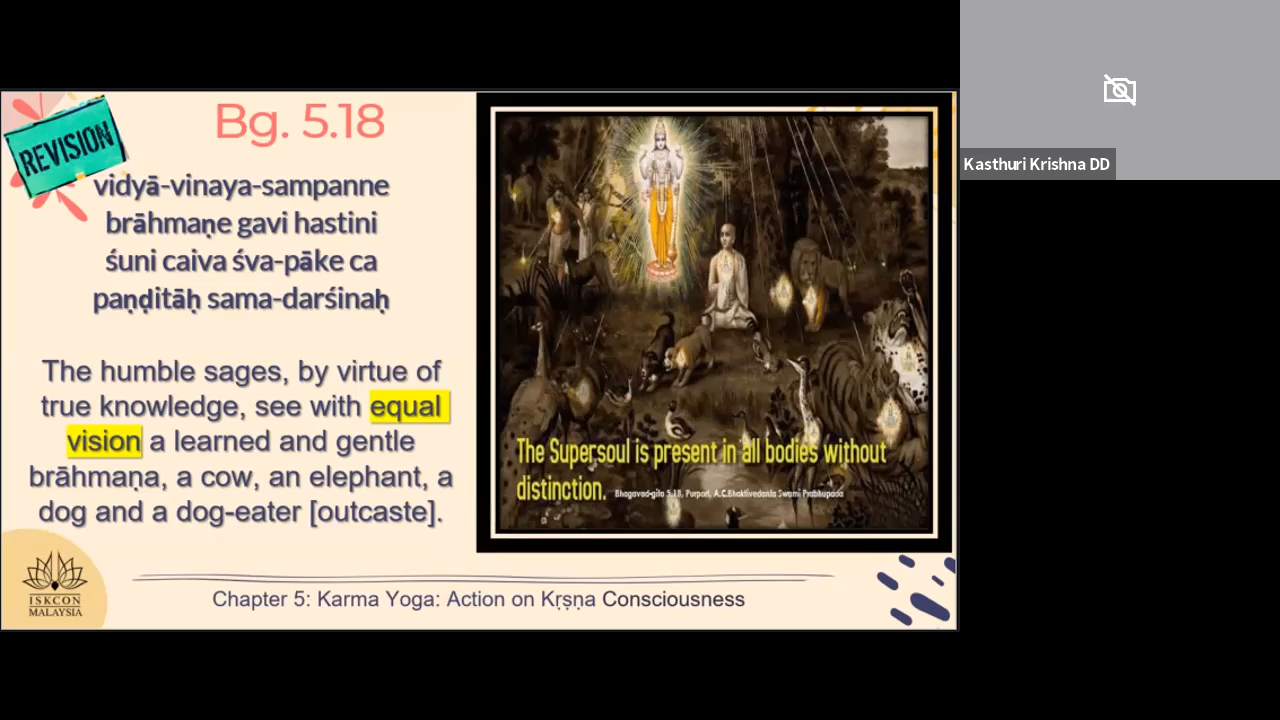 REVISION
Bg. 5.18
vidyā-vinaya-sampanne
brāhmaṇe gavi hastini
śuni caiva śva-pāke ca
paṇḍitāḥ sama-darśinaḥ
The humble sages, by virtue of
true knowledge, see with equal
vision a learned and gentle
brāhmaṇa, a cow, an elephant, a
dog and a dog-eater [outcaste].
The Supersoul is present in all bodies without
distinction. Bhagavad-gita 5.18, Purport, A.C.Bhaktivedanta Swami Prabhupada
ISKCON
MALAYSIA
Chapter 5: Karma Yoga: Action on Kṛṣṇa Consciousness
Kasthuri Krishna DD